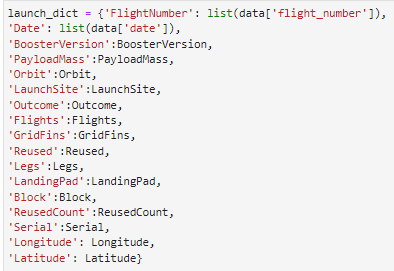 launch_dict = {'FlightNumber': list(data['flight_number']),
'Date': list(data['date']),
'BoosterVersion':BoosterVersion,
'PayloadMass':PayloadMass,
'Orbit':Orbit,
'LaunchSite':LaunchSite,
'Outcome':Outcome,
'Flights':Flights,
'GridFins':GridFins,
'Reused':Reused,
'Legs':Legs,
'LandingPad':LandingPad,
'Block':Block,
'ReusedCount':ReusedCount,
'Serial':Serial,
'Longitude': Longitude,
'Latitude': Latitude}